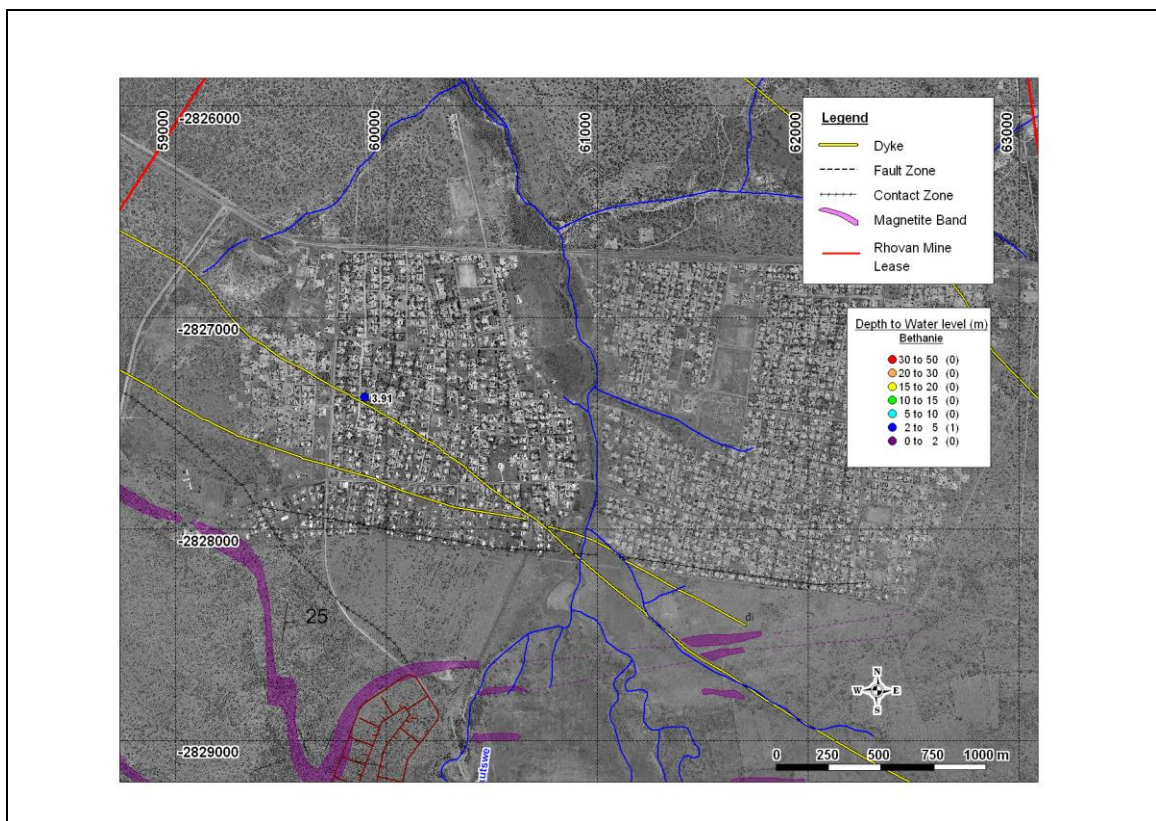 59000
-2826000
60000
61000
62000
63000
Legend
Dyke
Fault Zone
Contact Zone
Magnetite Band
Rhovan Mine
Lease
-2827000
Depth to Water level (m)
Bethanie
30 to 50 (0)
20 to 30 (0)
15 to 20 (0)
10 to 15 (0)
5 to 10 (0)
2 to 5 (1)
0 to 2 (0)
3.91
-2828000
25
di
N
W E
S
-2829000
kutswe
0 250 500 750 1000 m